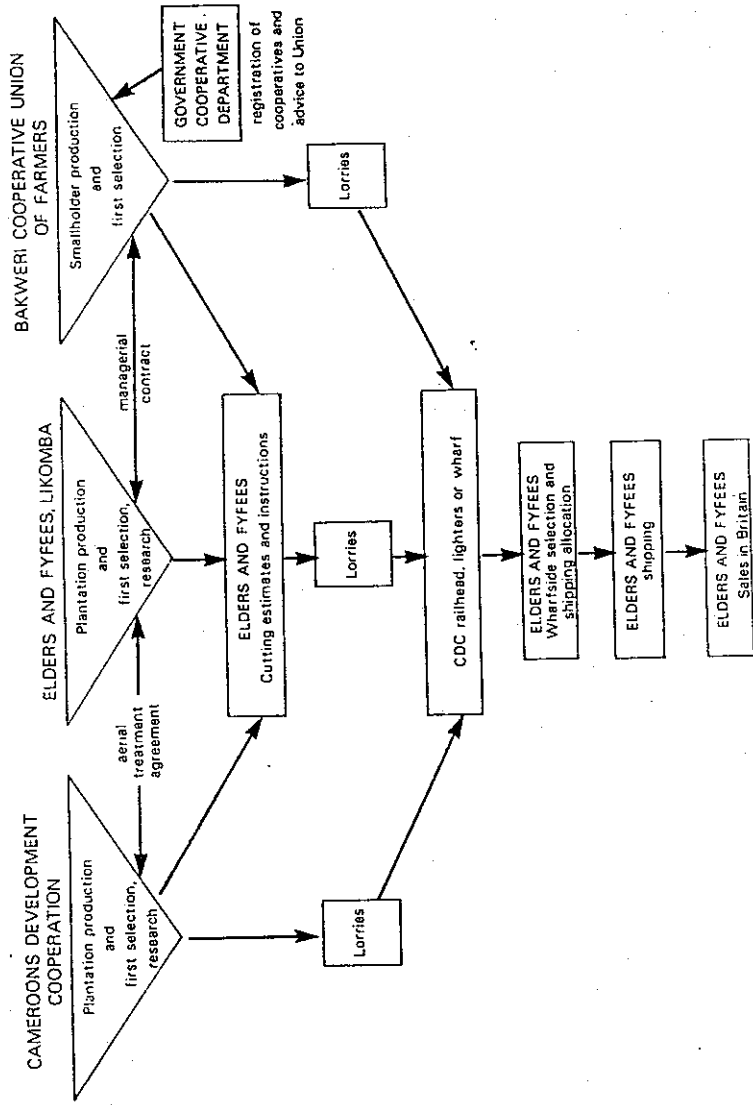 CAMEROONS DEVELOPMENT
COOPERATION
Plantation production
and
first selection,
research
aerial
treatment
agreement
ELDERS AND FYFEES, LIKOMBA
Plantation production
and
first selection,
research
managerial
contract
BAKWERI COOPERATIVE UNION
OF FARMERS
Smallholder production
and
first selection
GOVERNMENT
COOPERATIVE
DEPARTMENT
registration of
cooperatives and
advice to Union
ELDERS AND FYFEES
Cutting estimates and instructions
Lorries
Lorries
Lorries
CDC railhead, lighters or wharf
ELDERS AND FYFEES
Wharfside selection and
shipping allocation
ELDERS AND FYFEES
shipping
ELDERS AND FYFEES
Sales in Britain